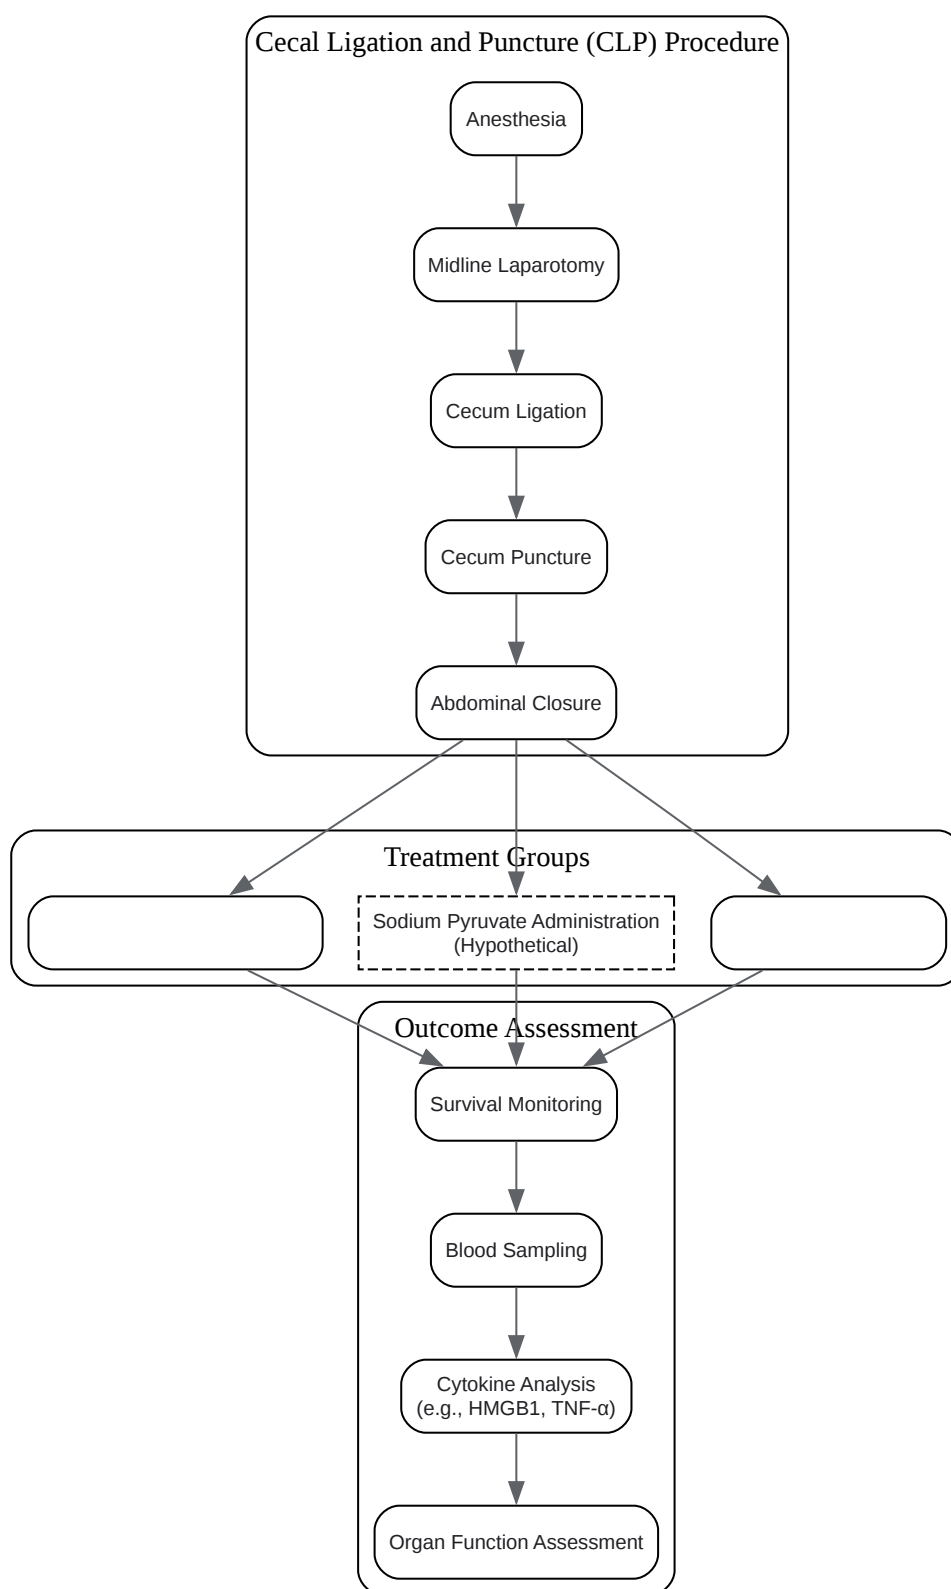 Cecal Ligation and Puncture (CLP) Procedure
Anesthesia
Midline Laparotomy
Cecum Ligation
Cecum Puncture
Abdominal Closure
Treatment Groups
Sodium Pyruvate Administration
(Hypothetical)
Outcome Assessment
Survival Monitoring
Blood Sampling
Cytokine Analysis
(e.g., HMGB1, TNF-α)
Organ Function Assessment